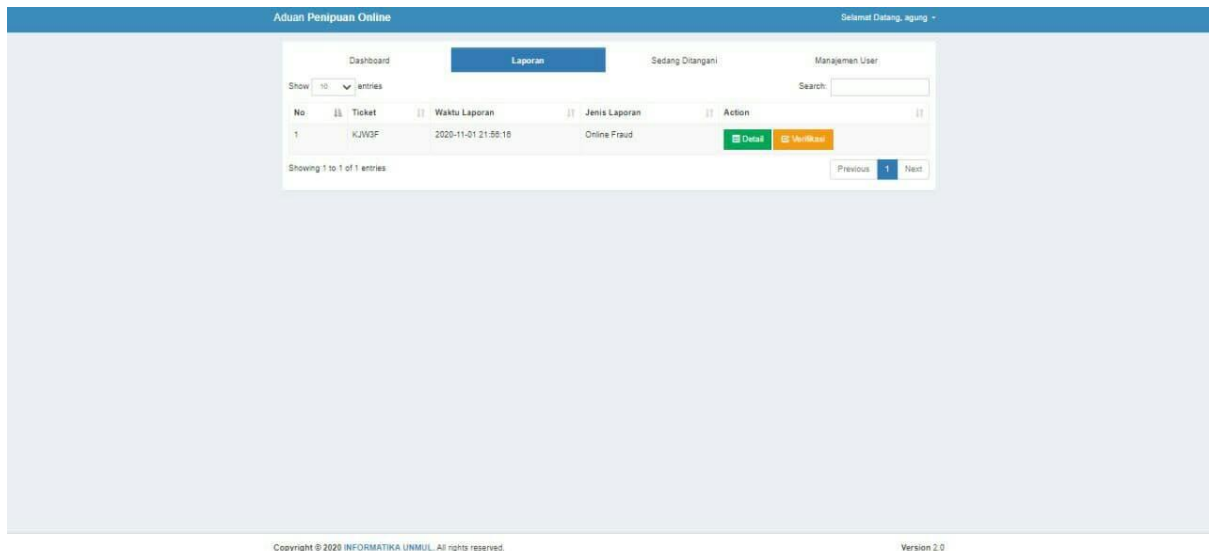 Aduan Penipuan Online Selamat Datang, agung
Dashboard Laporan Sedang Ditangani Manajemen User
Show 10 entries Search:
No Ticket Waktu Laporan Jenis Laporan Action
1 KJW3F 2020-11-01 21:56:16 Online Fraud Detail Verifikasi
Showing 1 to 1 of 1 entries Previous 1 Next
Copyright © 2020 INFORMATIKA UNMUL. All rights reserved. Version 2.0